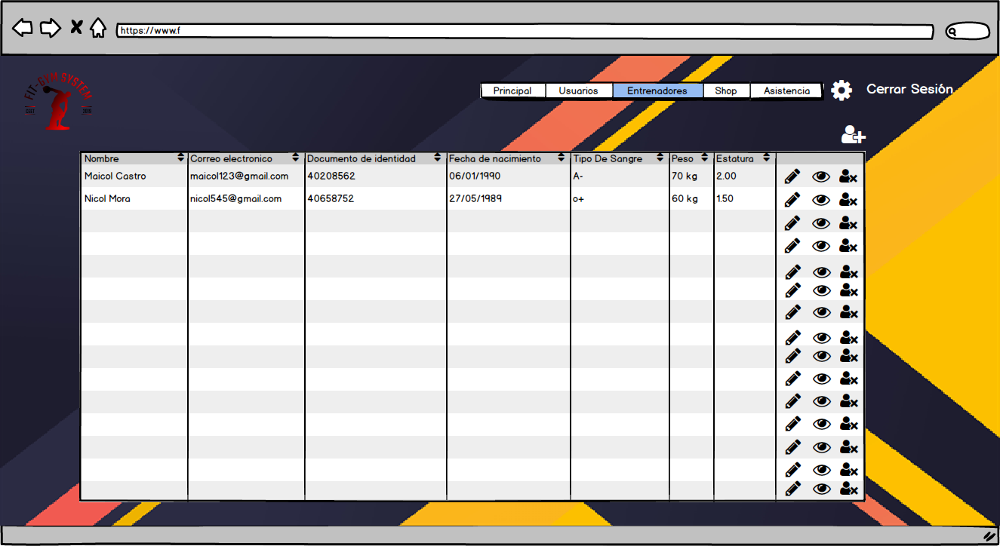 https://www.f
FIT-GYM SYSTEM
Principal Usuarios Entrenadores Shop Asistencia Cerrar Sesión
Nombre Correo electronico Documento de identidad Fecha de nacimiento Tipo De Sangre Peso Estatura
Maicol Castro maicol123@gmail.com 40208562 06/01/1990 A- 70 kg 2.00
Nicol Mora nicol545@gmail.com 40658752 27/05/1989 o+ 60 kg 1.50